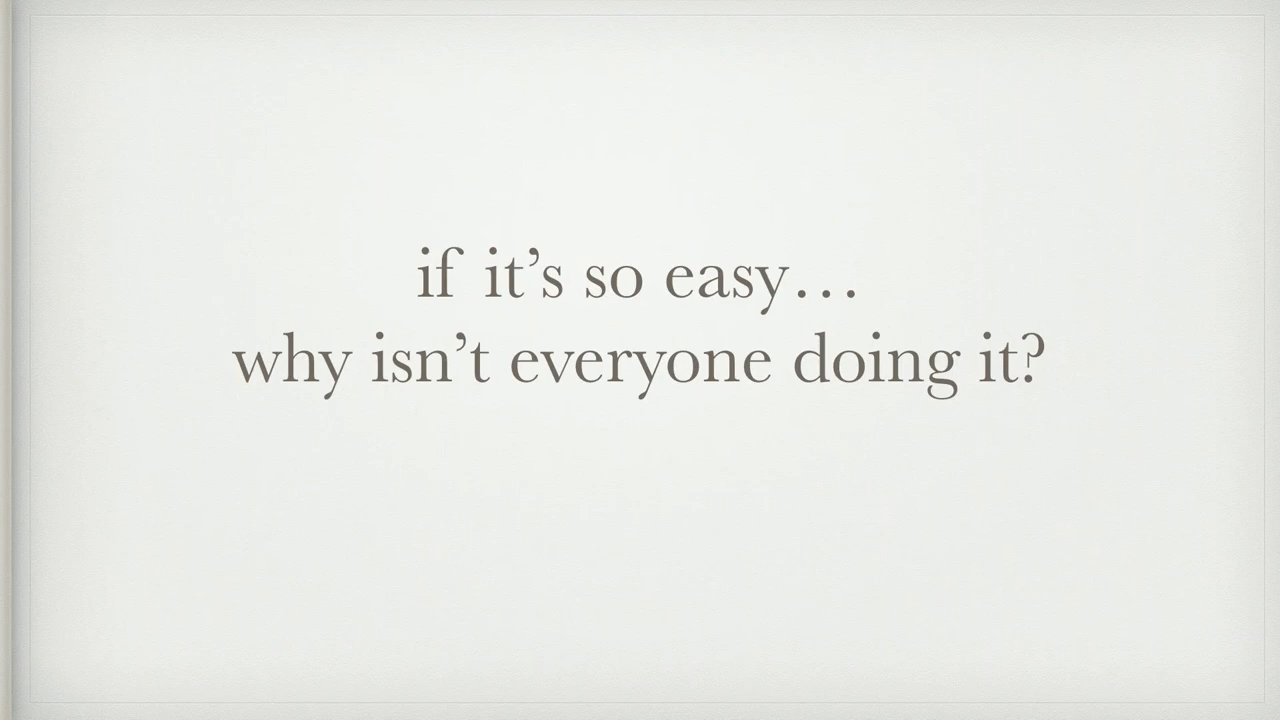 if it’s so easy…
why isn’t everyone doing it?